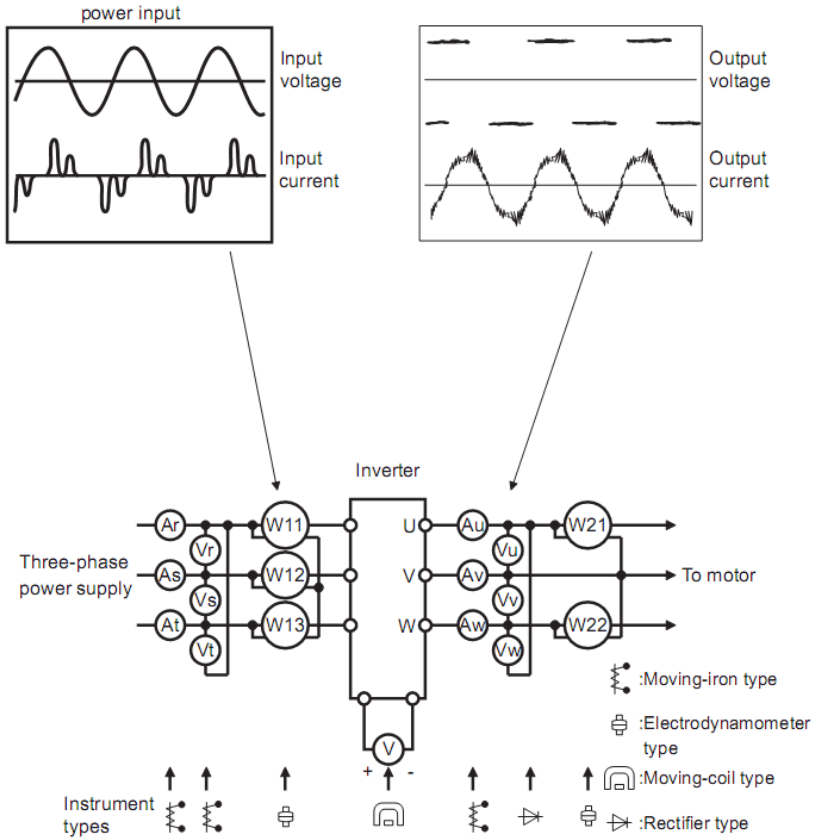 power input
Input
voltage
Input
current
Output
voltage
Output
current
Inverter
Three-phase
power supply
Ar
As
At
Vr
Vs
Vt
W11
W12
W13
U
V
W
Au
Av
Aw
Vu
Vv
Vw
W21
W22
To motor
V
+ -
:Moving-iron type
:Electrodynamometer
type
:Moving-coil type
:Rectifier type
Instrument
types